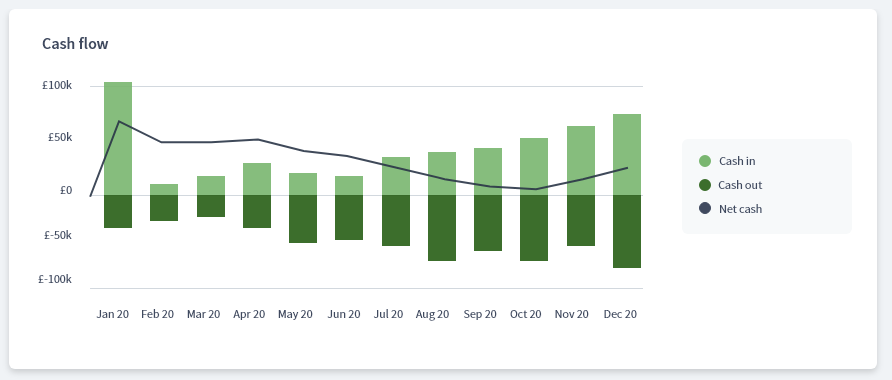 Cash flow
£100k
£50k
£0
£-50k
£-100k
Jan 20 Feb 20 Mar 20 Apr 20 May 20 Jun 20 Jul 20 Aug 20 Sep 20 Oct 20 Nov 20 Dec 20
Cash in
Cash out
Net cash